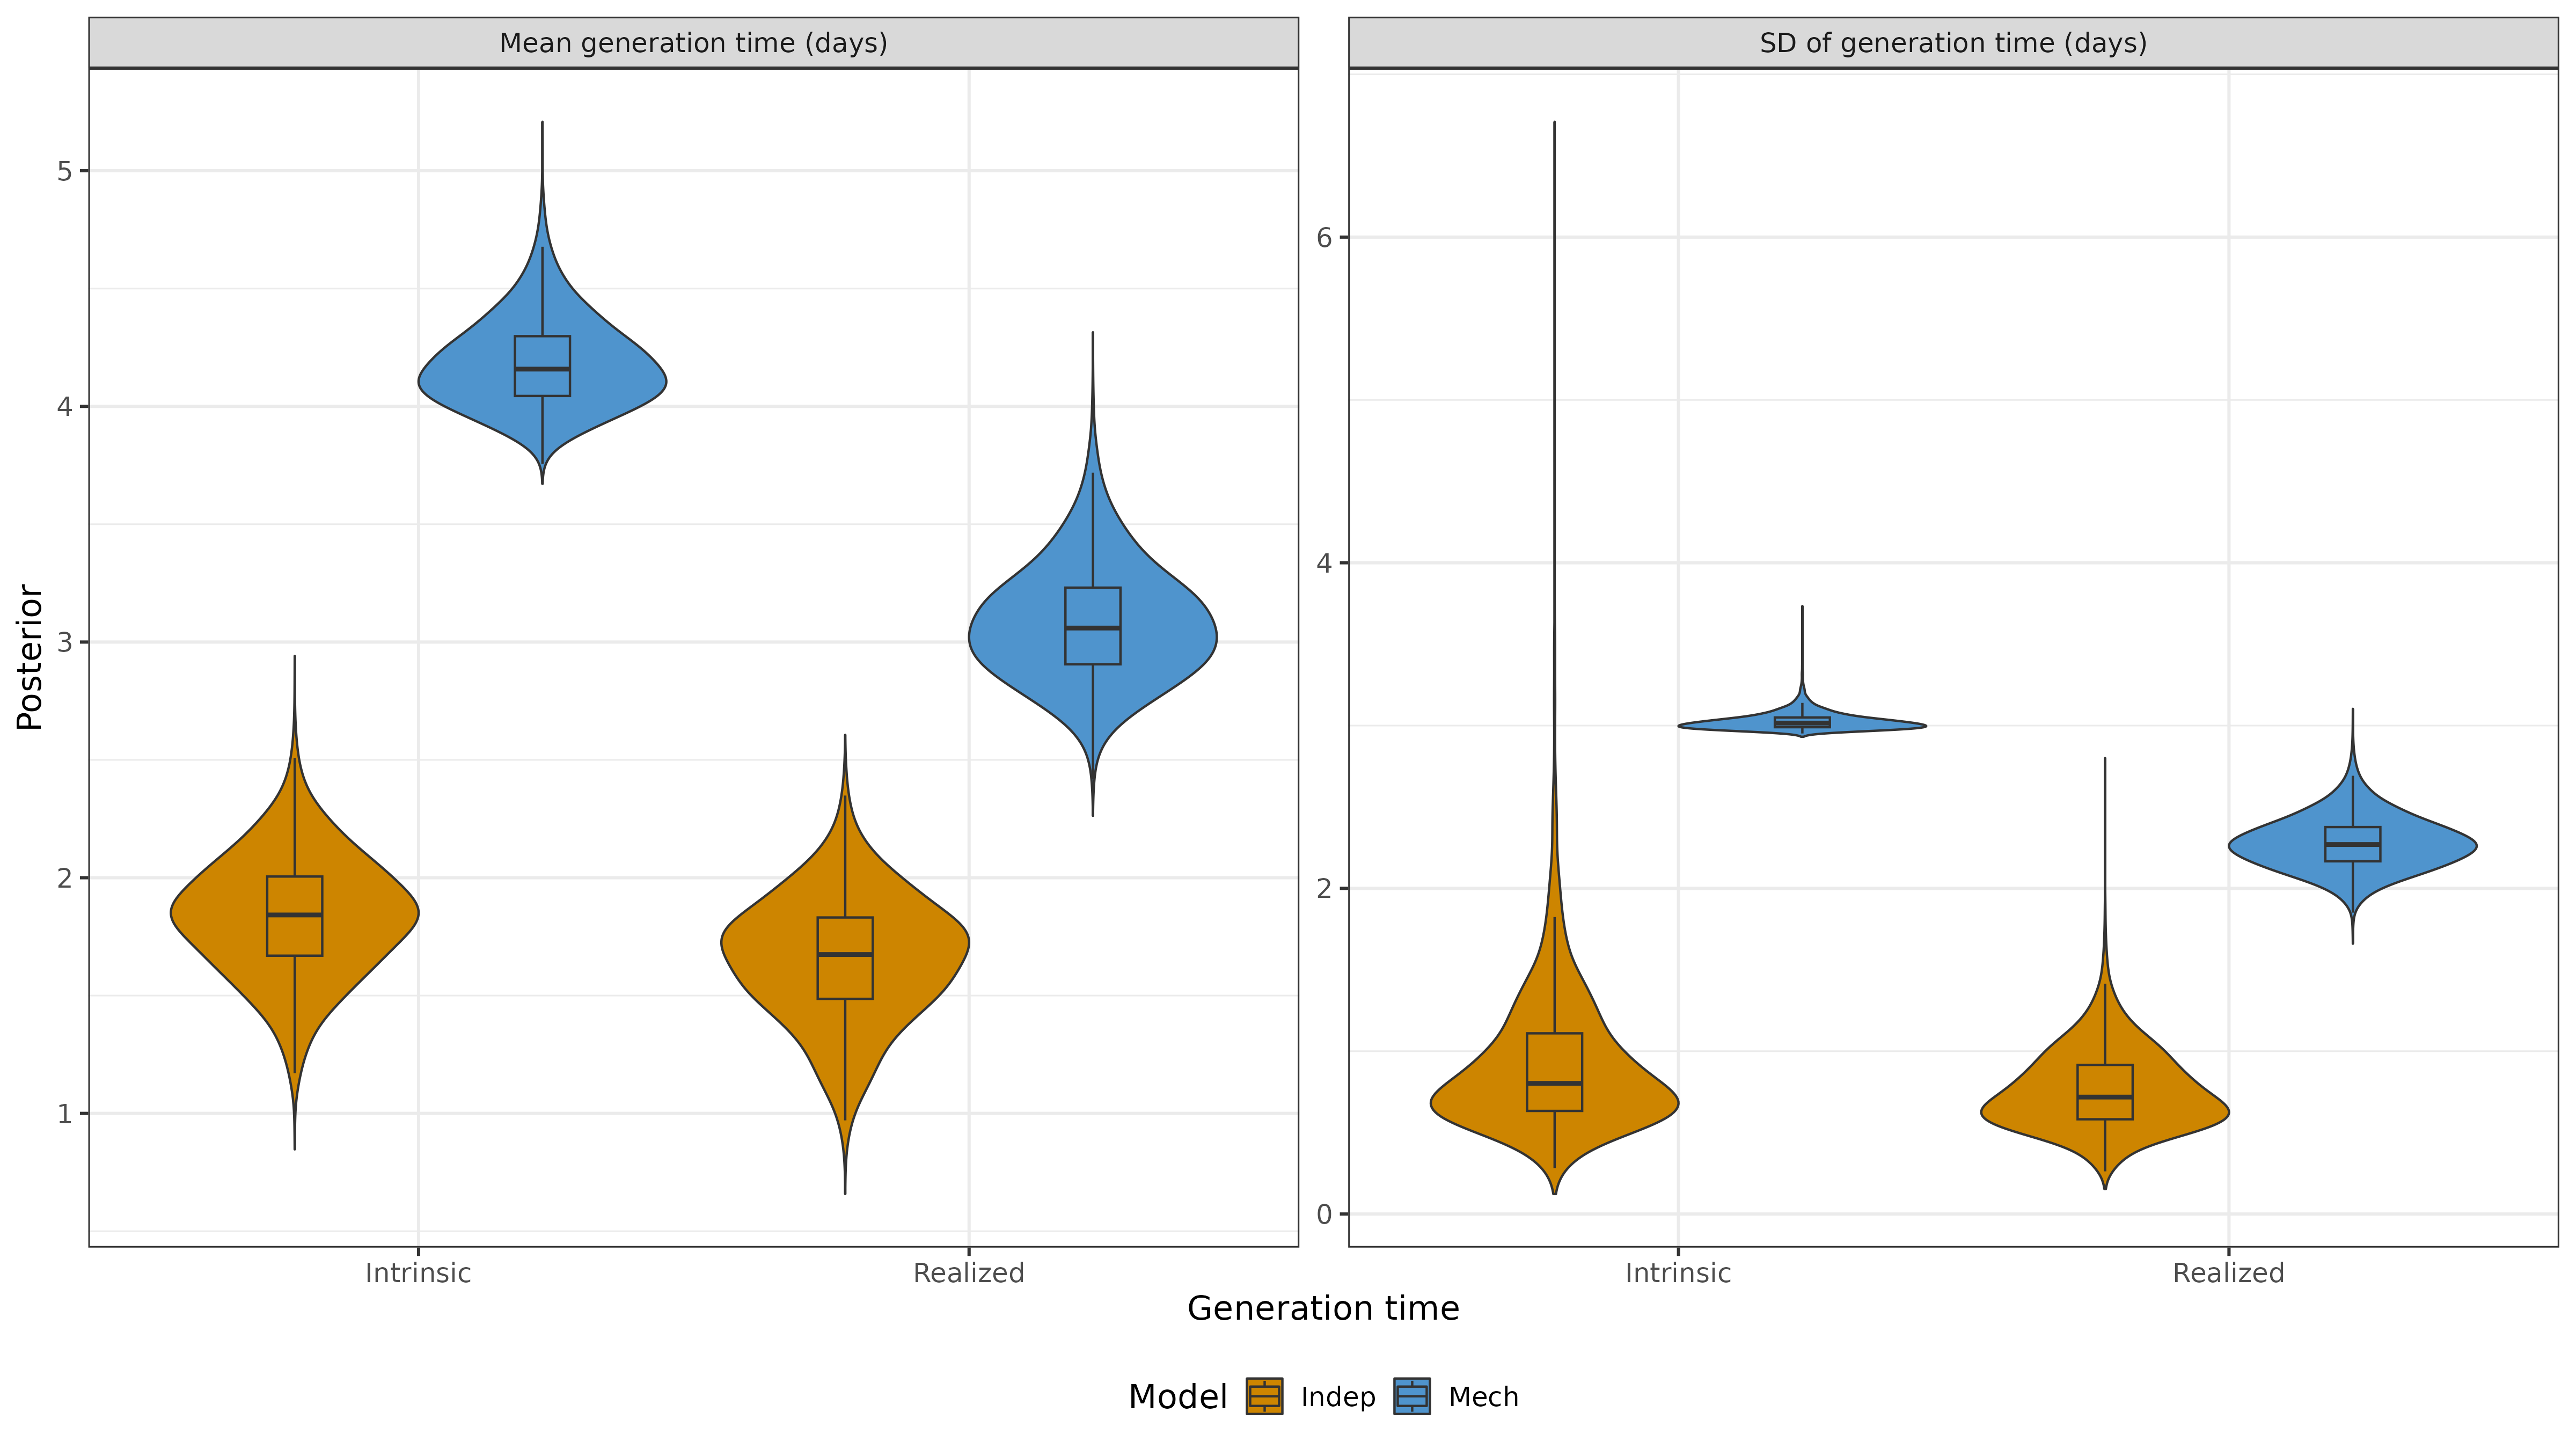 Mean generation time (days)
SD of generation time (days)
Posterior
5
4
3
2
1
6
4
2
0
Intrinsic
Realized
Intrinsic
Realized
Generation time
Model Indep Mech